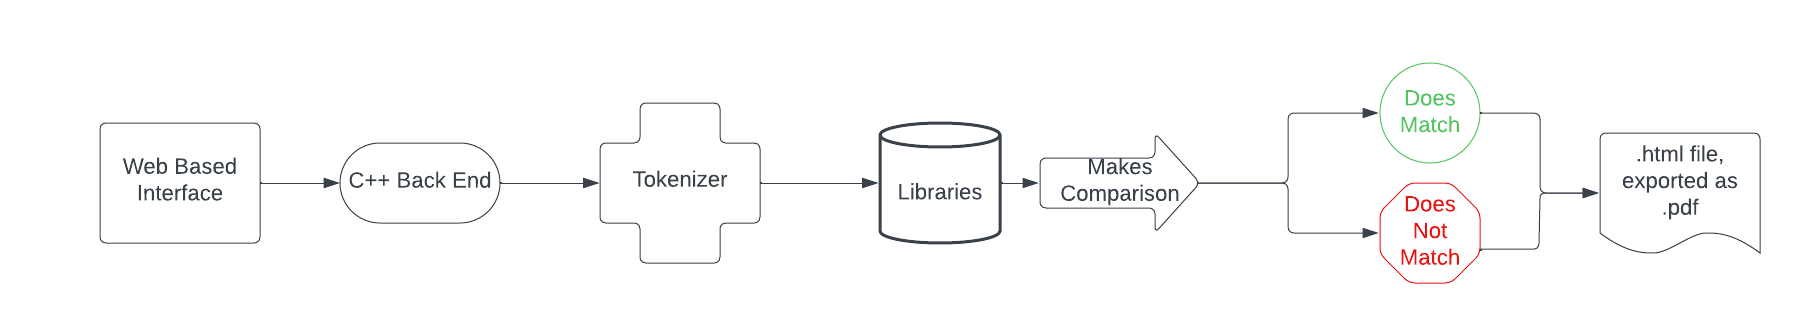 Web Based
Interface
C++ Back End
Tokenizer
Libraries
Makes
Comparison
Does
Match
Does
Not
Match
.html file,
exported as
.pdf